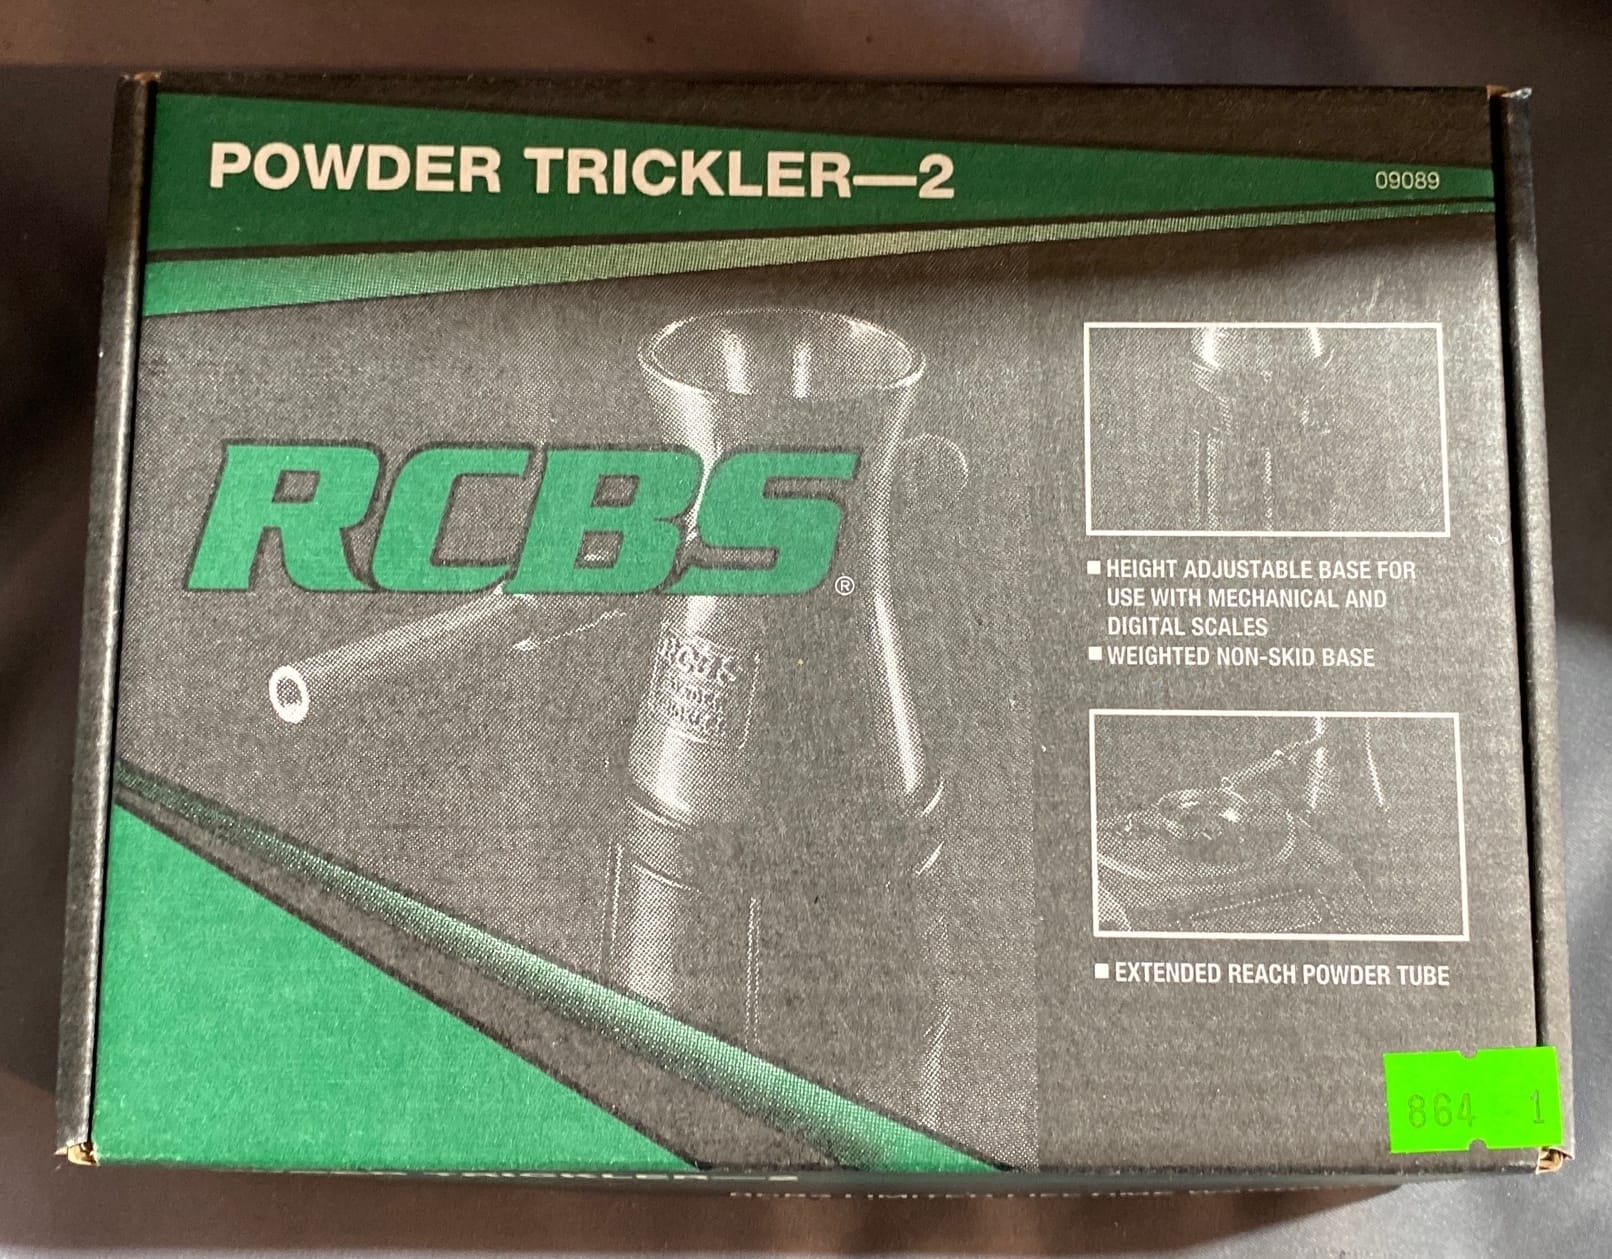 POWDER TRICKLER—2
09089
RCBS®
RCBS
■ HEIGHT ADJUSTABLE BASE FOR
USE WITH MECHANICAL AND
DIGITAL SCALES
■ WEIGHTED NON-SKID BASE
■ EXTENDED REACH POWDER TUBE
864 1